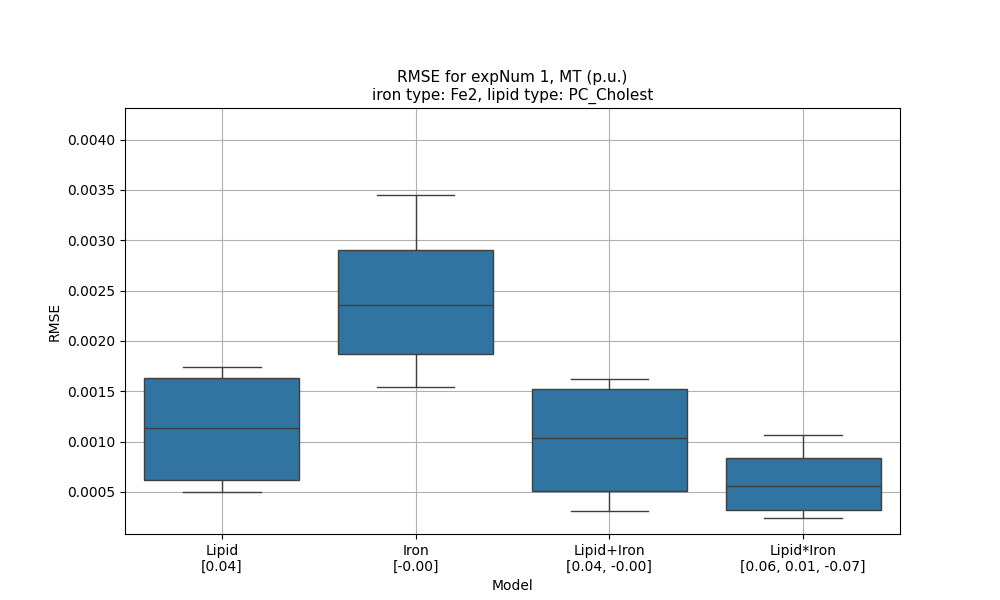 RMSE for expNum 1, MT (p.u.)
iron type: Fe2, lipid type: PC_Cholest
RMSE
0.0040
0.0035
0.0030
0.0025
0.0020
0.0015
0.0010
0.0005
Lipid
[0.04]
Iron
[-0.00]
Lipid+Iron
[0.04, -0.00]
Lipid*Iron
[0.06, 0.01, -0.07]
Model